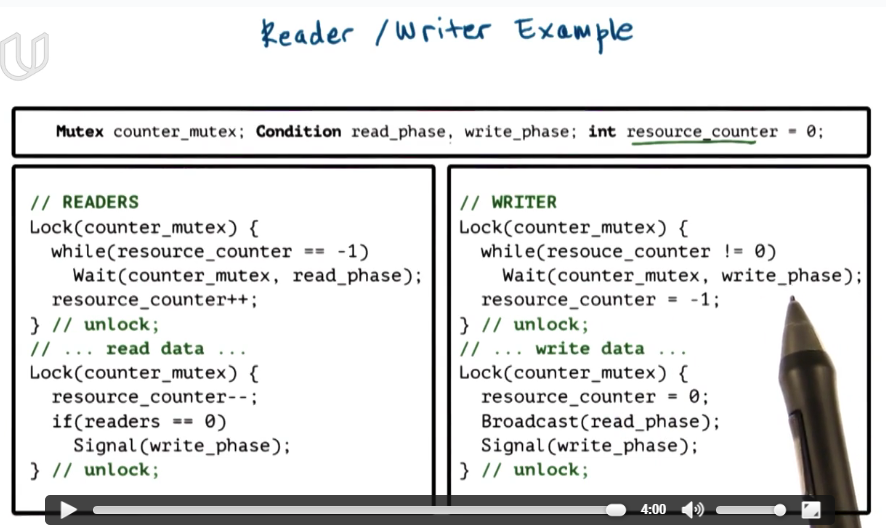 Reader / Writer Example
Mutex counter_mutex; Condition read_phase, write_phase; int resource_counter = 0;
// READERS
Lock(counter_mutex) {
while(resource_counter == -1)
Wait(counter_mutex, read_phase);
resource_counter++;
} // unlock;
// ... read data ...
Lock(counter_mutex) {
resource_counter--;
if(readers == 0)
Signal(write_phase);
} // unlock;
// WRITER
Lock(counter_mutex) {
while(resouce_counter != 0)
Wait(counter_mutex, write_phase);
resource_counter = -1;
} // unlock;
// ... write data ...
Lock(counter_mutex) {
resource_counter = 0;
Broadcast(read_phase);
Signal(write_phase);
} // unlock;
4:00